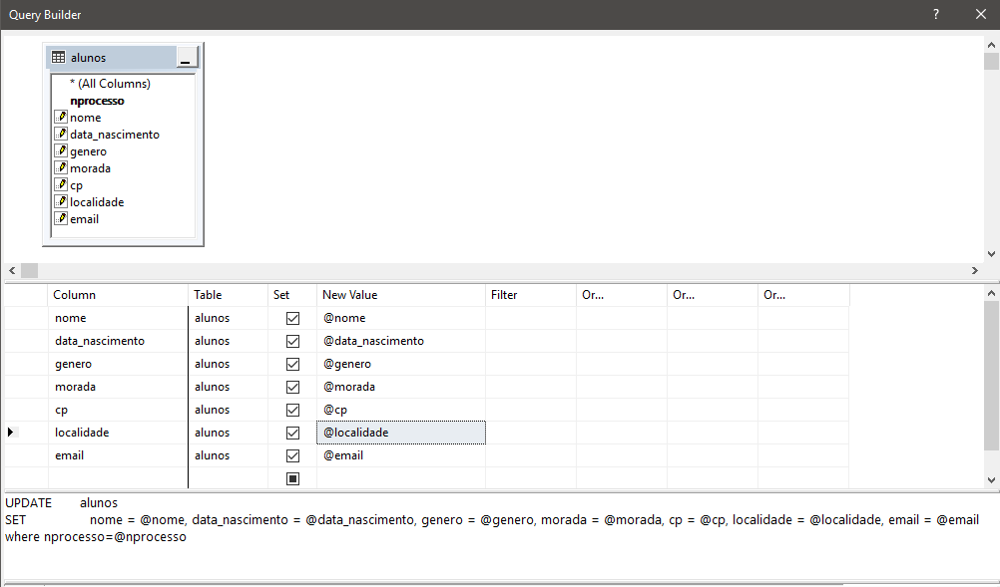 Query Builder ? ×
alunos
* (All Columns)
nprocesso
nome
data_nascimento
genero
morada
cp
localidade
email
Column Table Set New Value Filter Or... Or... Or...
nome alunos @nome
data_nascimento alunos @data_nascimento
genero alunos @genero
morada alunos @morada
cp alunos @cp
localidade alunos @localidade
email alunos @email
UPDATE alunos
SET nome = @nome, data_nascimento = @data_nascimento, genero = @genero, morada = @morada, cp = @cp, localidade = @localidade, email = @email
where nprocesso=@nprocesso